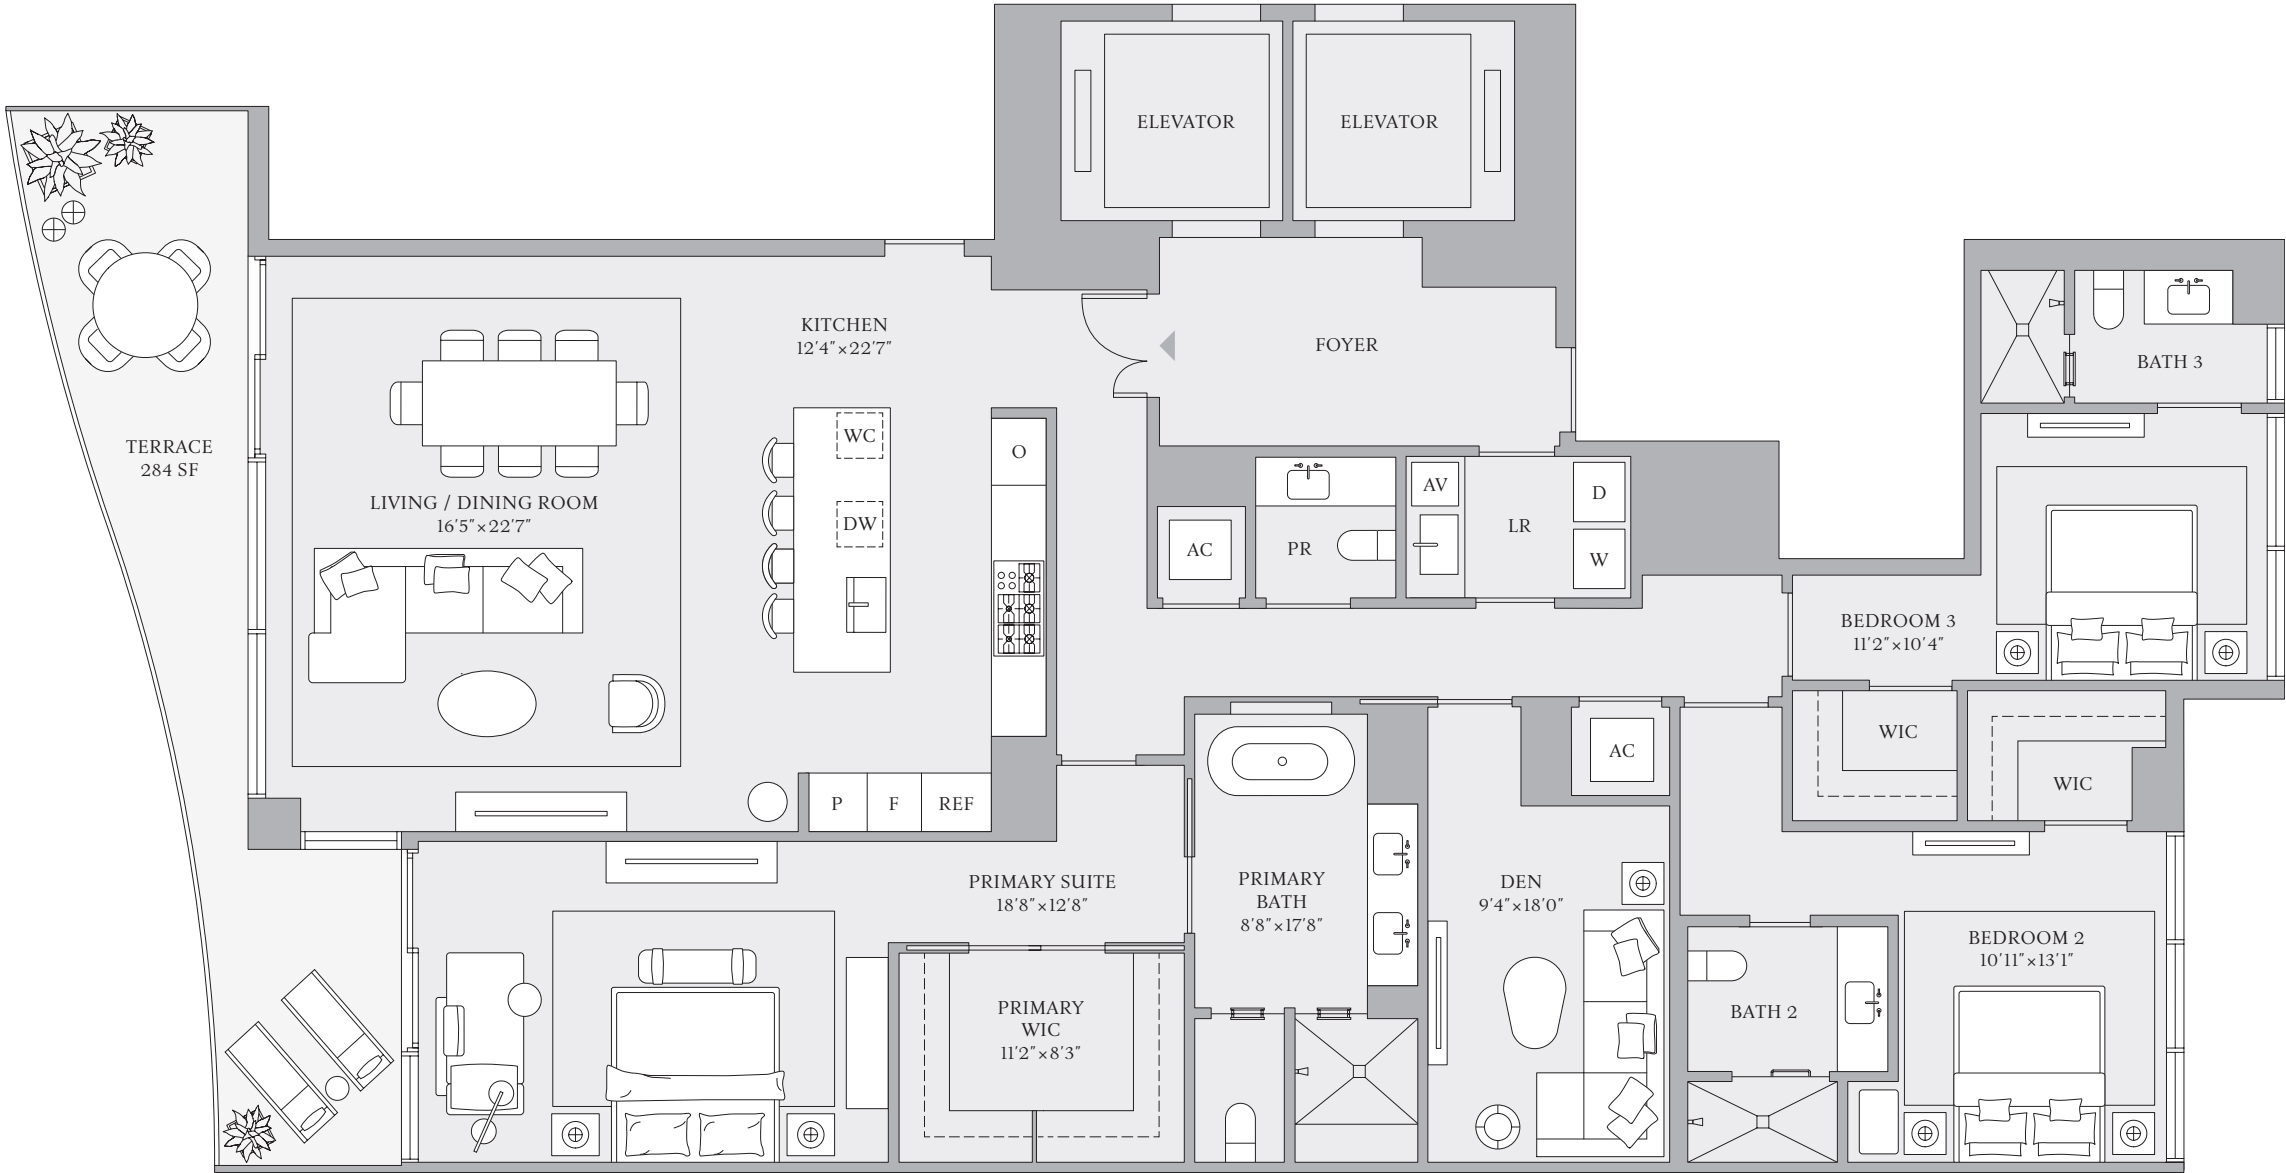 ELEVATOR
ELEVATOR
KITCHEN
12'4"×22'7"
FOYER
BATH 3
TERRACE
284 SF
LIVING / DINING ROOM
16'5"×22'7"
WC
DW
O
AC
PR
AV
LR
D
W
BEDROOM 3
11'2"×10'4"
WIC
WIC
AC
P
F
REF
PRIMARY SUITE
18'8"×12'8"
PRIMARY
BATH
8'8"×17'8"
DEN
9'4"×18'0"
PRIMARY
WIC
11'2"×8'3"
BATH 2
BEDROOM 2
10'11"×13'1"